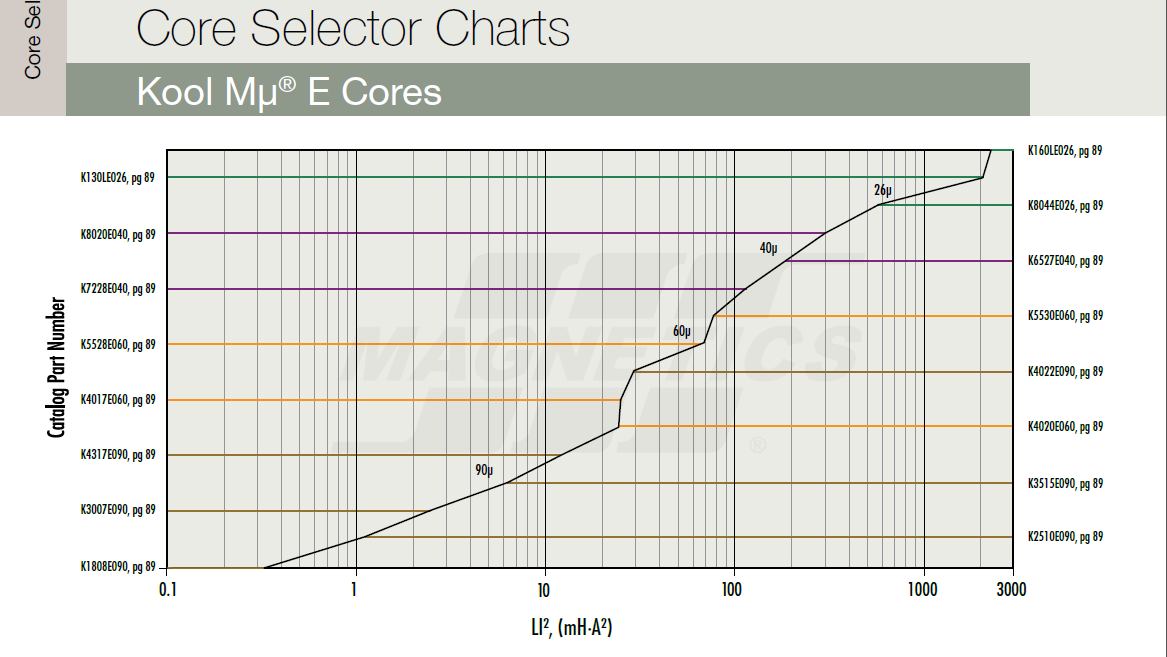 Core Sel
Core Selector Charts
Kool Mµ® E Cores
Catalog Part Number
K130LE026, pg 89
K8020E040, pg 89
K7228E040, pg 89
K5528E060, pg 89
K4017E060, pg 89
K4317E090, pg 89
K3007E090, pg 89
K1808E090, pg 89
26µ
40µ
60µ
90µ
MAGNETICS
®
K160LE026, pg 89
K8044E026, pg 89
K6527E040, pg 89
K5530E060, pg 89
K4022E090, pg 89
K4020E060, pg 89
K3515E090, pg 89
K2510E090, pg 89
0.1 1 10 100 1000 3000
LI², (mH·A²)